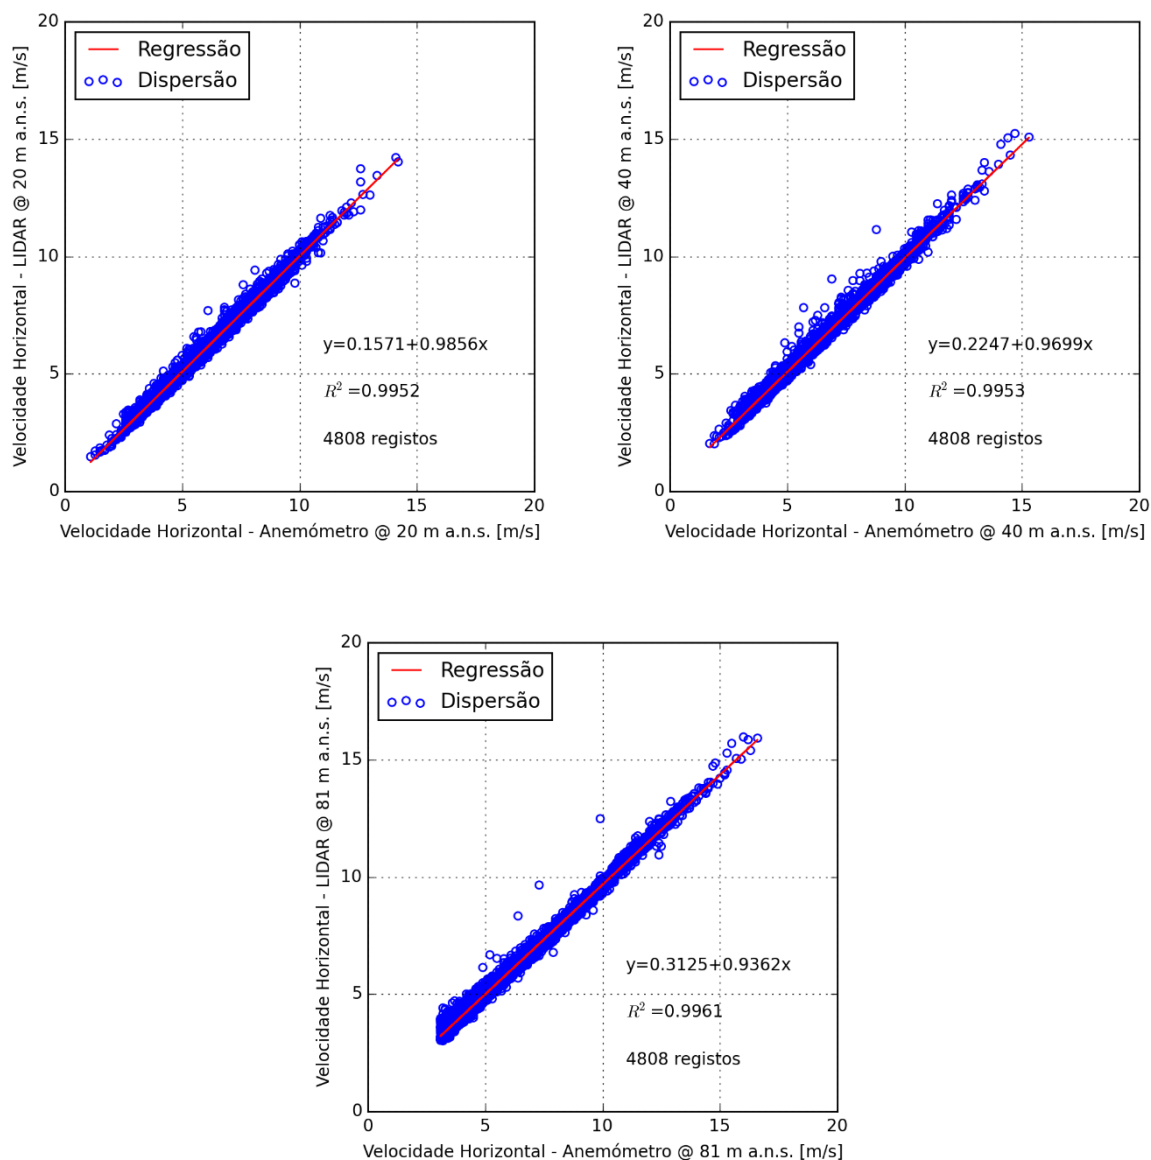 20
15
10
5
0
Velocidade Horizontal - LIDAR @ 20 m a.n.s. [m/s]
Regressão
Dispersão
y=0.1571+0.9856x
R² =0.9952
4808 registos
0 5 10 15 20
Velocidade Horizontal - Anemómetro @ 20 m a.n.s. [m/s]
20
15
10
5
0
Velocidade Horizontal - LIDAR @ 40 m a.n.s. [m/s]
Regressão
Dispersão
y=0.2247+0.9699x
R² =0.9953
4808 registos
0 5 10 15 20
Velocidade Horizontal - Anemómetro @ 40 m a.n.s. [m/s]
20
15
10
5
0
Velocidade Horizontal - LIDAR @ 81 m a.n.s. [m/s]
Regressão
Dispersão
y=0.3125+0.9362x
R² =0.9961
4808 registos
0 5 10 15 20
Velocidade Horizontal - Anemómetro @ 81 m a.n.s. [m/s]